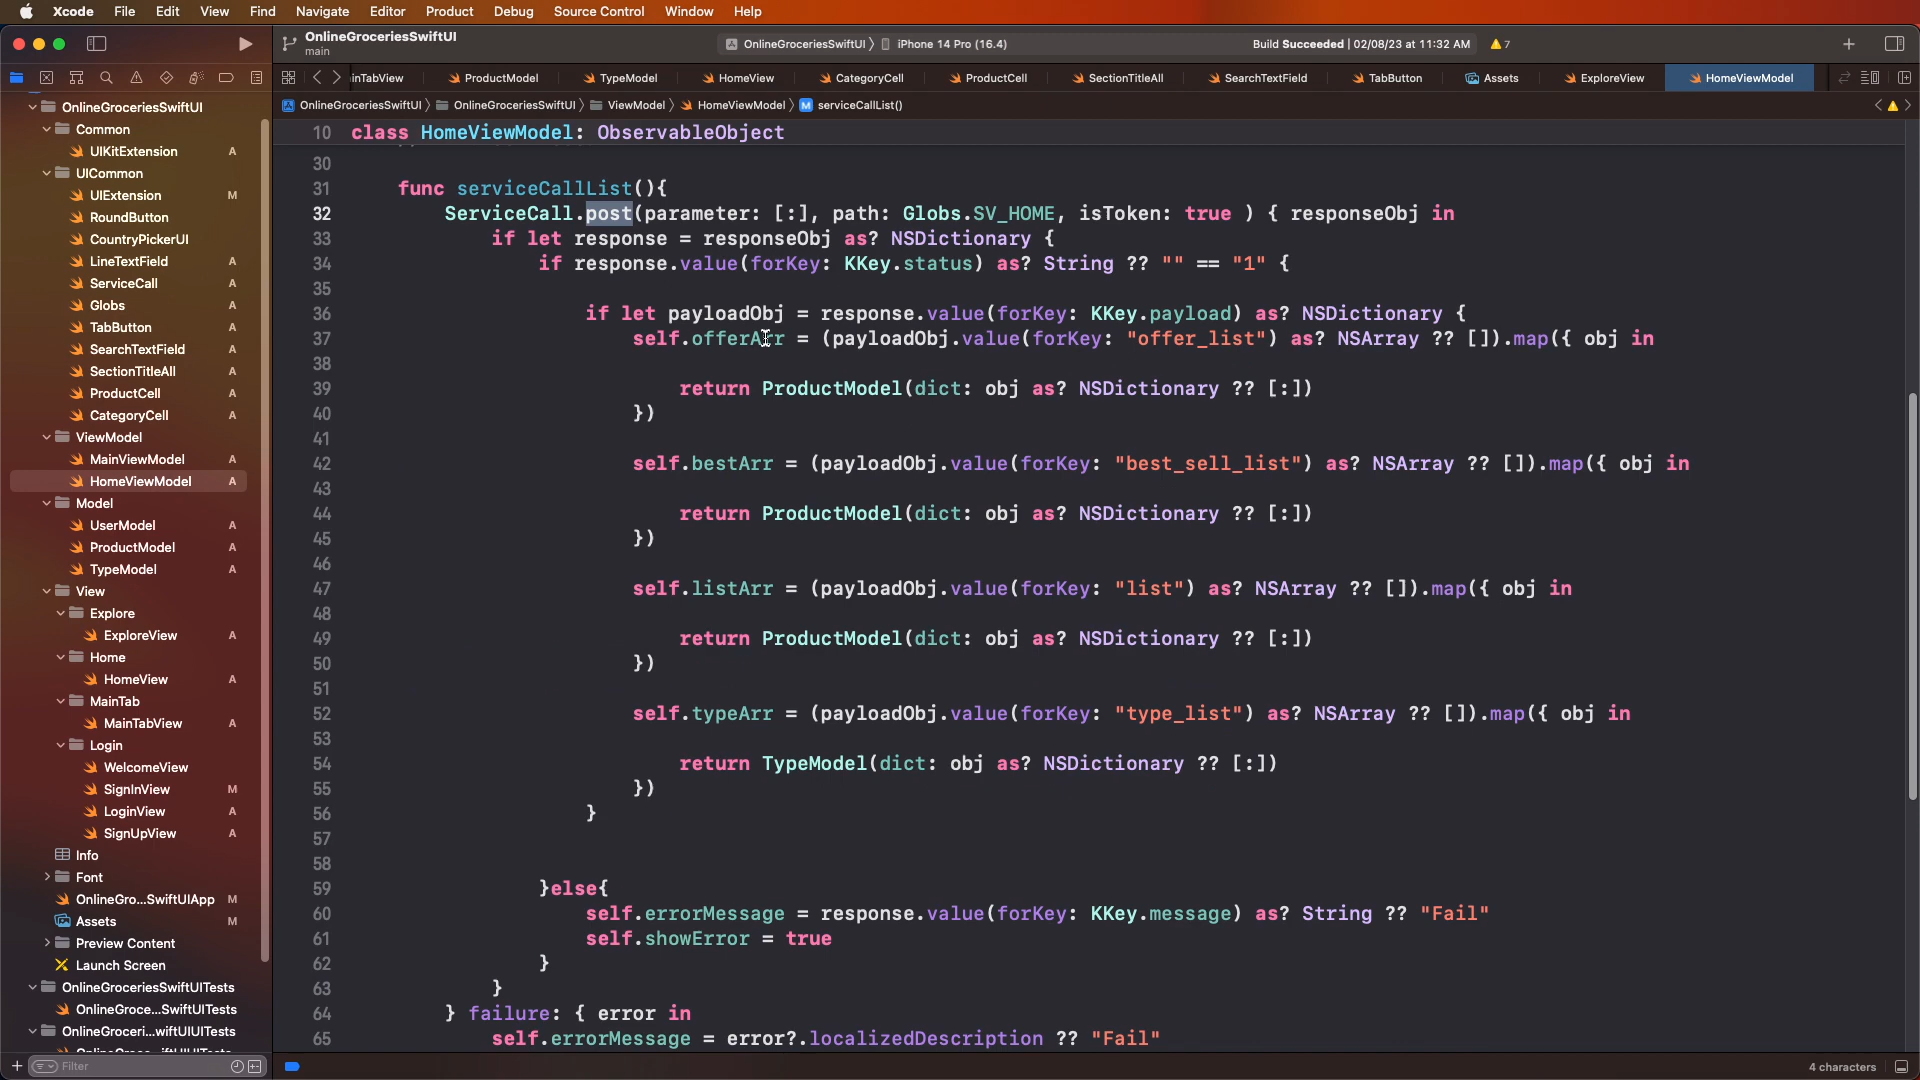 Xcode File Edit View Find Navigate Editor Product Debug Source Control Window Help
OnlineGroceriesSwiftUI
main
OnlineGroceriesSwiftUI 〉 iPhone 14 Pro (16.4)
Build Succeeded | 02/08/23 at 11:32 AM
7
inTabView ProductModel TypeModel HomeView CategoryCell ProductCell SectionTitleAll SearchTextField TabButton Assets ExploreView HomeViewModel
OnlineGroceriesSwiftUI 〉 OnlineGroceriesSwiftUI 〉 ViewModel 〉 HomeViewModel 〉 M serviceCallList()
OnlineGroceriesSwiftUI
Common
UIKitExtension A
UICommon
UIExtension M
RoundButton
CountryPickerUI
LineTextField A
ServiceCall A
Globs A
TabButton A
SearchTextField A
SectionTitleAll A
ProductCell A
CategoryCell A
ViewModel
MainViewModel A
HomeViewModel A
Model
UserModel A
ProductModel A
TypeModel A
View
Explore
ExploreView A
Home
HomeView A
MainTab
MainTabView A
Login
WelcomeView
SignInView M
LoginView A
SignUpView A
Info
Font
OnlineGro...SwiftUIApp M
Assets M
Preview Content
Launch Screen
OnlineGroceriesSwiftUITests
OnlineGroce...SwiftUITests
OnlineGroceri...wiftUIUITests
Filter
10 class HomeViewModel: ObservableObject
30
31 func serviceCallList(){
32 ServiceCall.post(parameter: [:], path: Globs.SV_HOME, isToken: true ) { responseObj in
33 if let response = responseObj as? NSDictionary {
34 if response.value(forKey: KKey.status) as? String ?? "" == "1" {
35
36 if let payloadObj = response.value(forKey: KKey.payload) as? NSDictionary {
37 self.offerArr = (payloadObj.value(forKey: "offer_list") as? NSArray ?? []).map({ obj in
38
39 return ProductModel(dict: obj as? NSDictionary ?? [:])
40 })
41
42 self.bestArr = (payloadObj.value(forKey: "best_sell_list") as? NSArray ?? []).map({ obj in
43
44 return ProductModel(dict: obj as? NSDictionary ?? [:])
45 })
46
47 self.listArr = (payloadObj.value(forKey: "list") as? NSArray ?? []).map({ obj in
48
49 return ProductModel(dict: obj as? NSDictionary ?? [:])
50 })
51
52 self.typeArr = (payloadObj.value(forKey: "type_list") as? NSArray ?? []).map({ obj in
53
54 return TypeModel(dict: obj as? NSDictionary ?? [:])
55 })
56 }
57
58
59 }else{
60 self.errorMessage = response.value(forKey: KKey.message) as? String ?? "Fail"
61 self.showError = true
62 }
63 }
64 } failure: { error in
65 self.errorMessage = error?.localizedDescription ?? "Fail"
4 characters